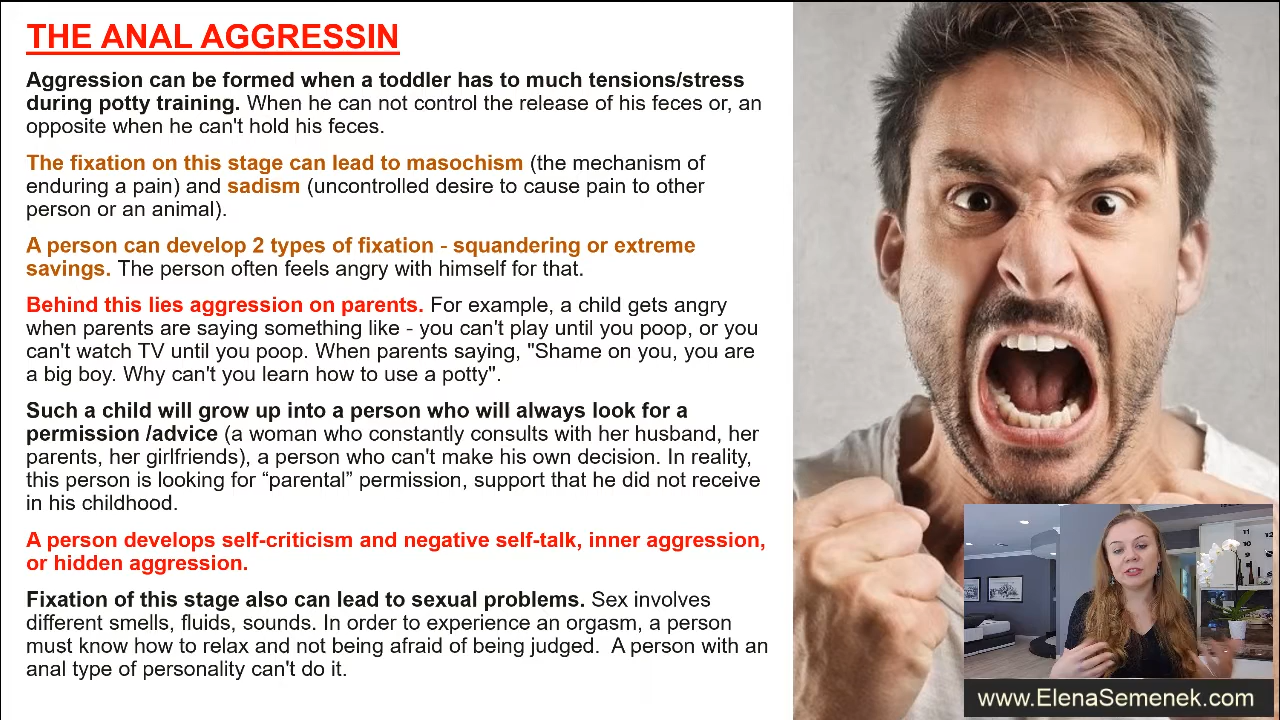 THE ANAL AGGRESSIN
Aggression can be formed when a toddler has to much tensions/stress
during potty training. When he can not control the release of his feces or, an
opposite when he can't hold his feces.
The fixation on this stage can lead to masochism (the mechanism of
enduring a pain) and sadism (uncontrolled desire to cause pain to other
person or an animal).
A person can develop 2 types of fixation - squandering or extreme
savings. The person often feels angry with himself for that.
Behind this lies aggression on parents. For example, a child gets angry
when parents are saying something like - you can't play until you poop, or you
can't watch TV until you poop. When parents saying, "Shame on you, you are
a big boy. Why can't you learn how to use a potty".
Such a child will grow up into a person who will always look for a
permission /advice (a woman who constantly consults with her husband, her
parents, her girlfriends), a person who can't make his own decision. In reality,
this person is looking for “parental” permission, support that he did not receive
in his childhood.
A person develops self-criticism and negative self-talk, inner aggression,
or hidden aggression.
Fixation of this stage also can lead to sexual problems. Sex involves
different smells, fluids, sounds. In order to experience an orgasm, a person
must know how to relax and not being afraid of being judged.  A person with an
anal type of personality can't do it.
www.ElenaSemenek.com